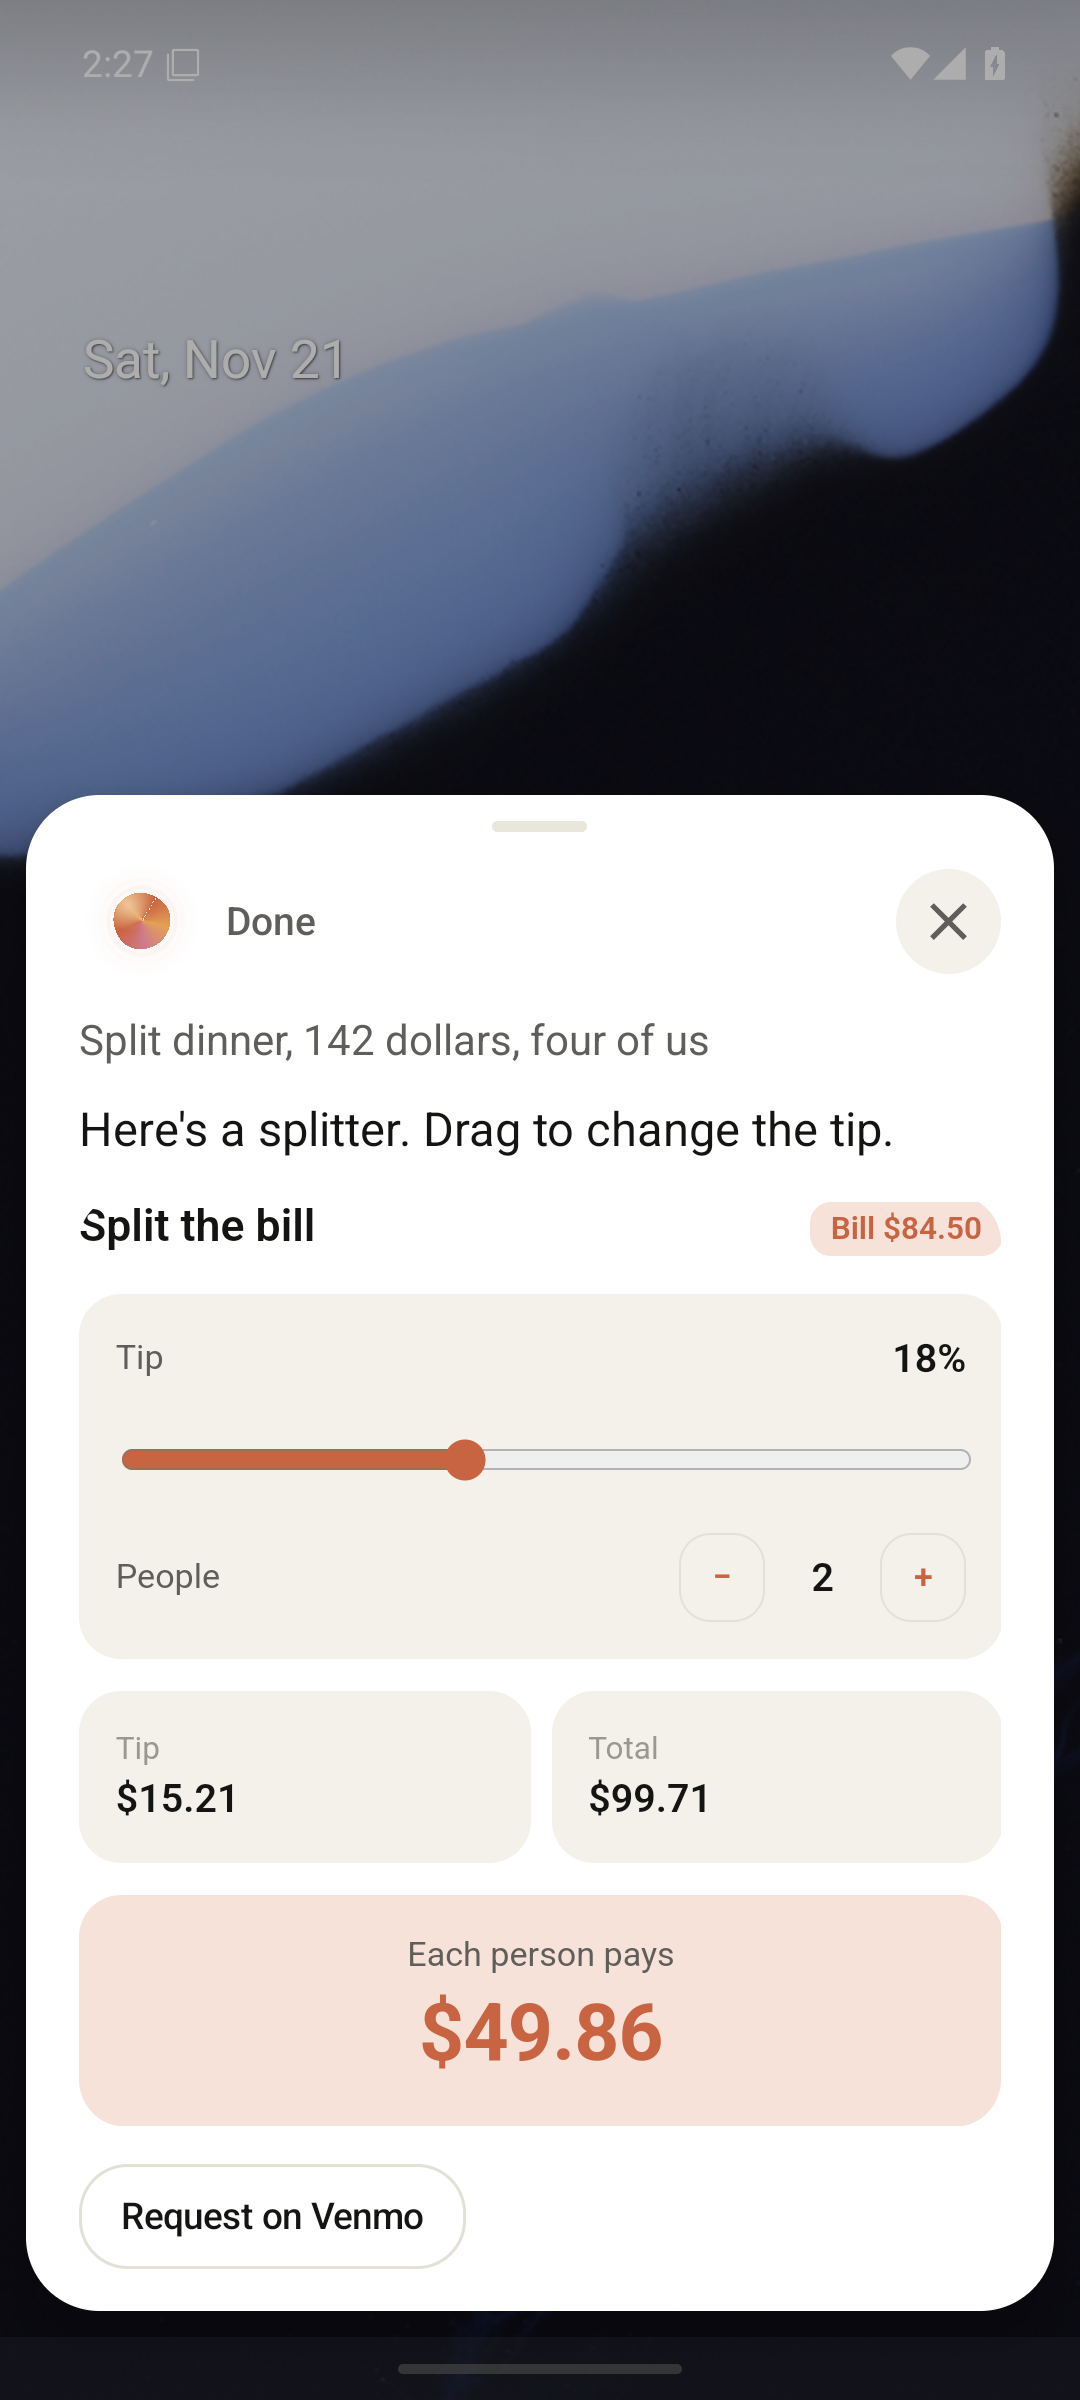 2:27
Sat, Nov 21
Done
Split dinner, 142 dollars, four of us
Here's a splitter. Drag to change the tip.
Split the bill
Bill $84.50
Tip
18%
People
−
2
+
Tip
$15.21
Total
$99.71
Each person pays
$49.86
Request on Venmo